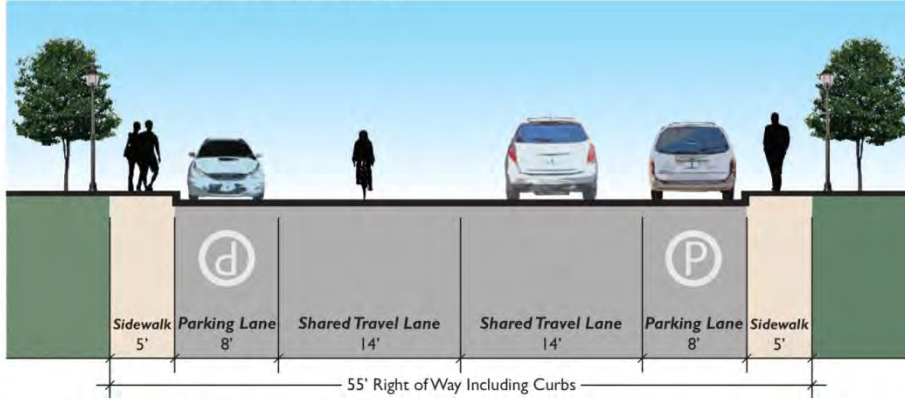 P
P
Sidewalk
5'
Parking Lane
8'
Shared Travel Lane
14'
Shared Travel Lane
14'
Parking Lane
8'
Sidewalk
5'
55' Right of Way Including Curbs